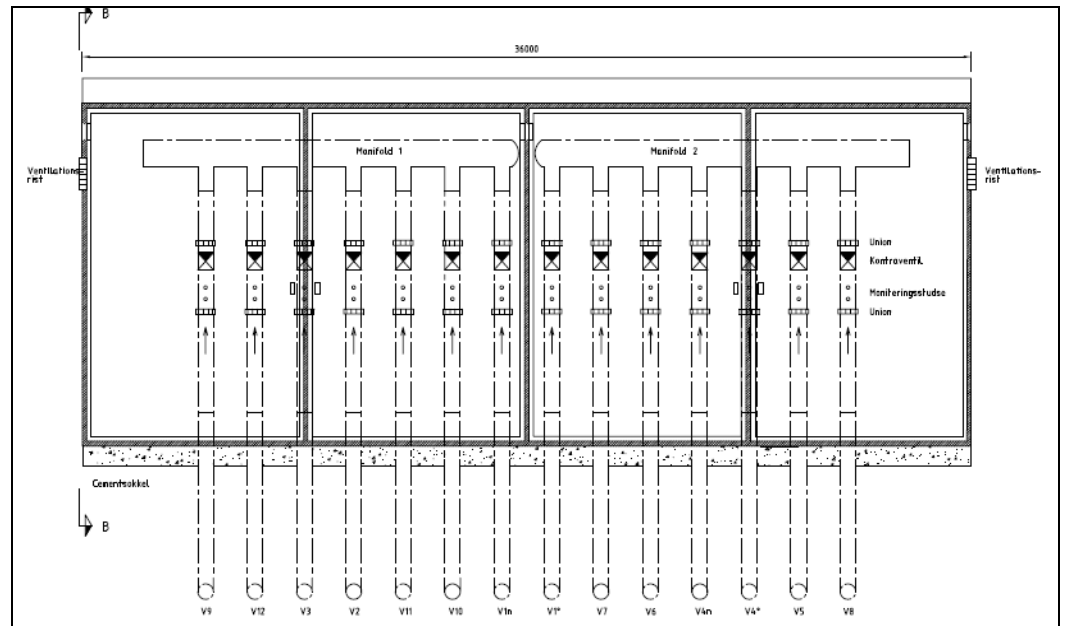 B
36000
Manifold 1
Manifold 2
Ventilations-
rist
Ventilations-
rist
Union
Kontraventil
Moniteringsstudse
Union
Cementsokkel
B
V9 V12 V3 V2 V11 V10 V1n V1* V7 V6 V4n V4* V5 V8